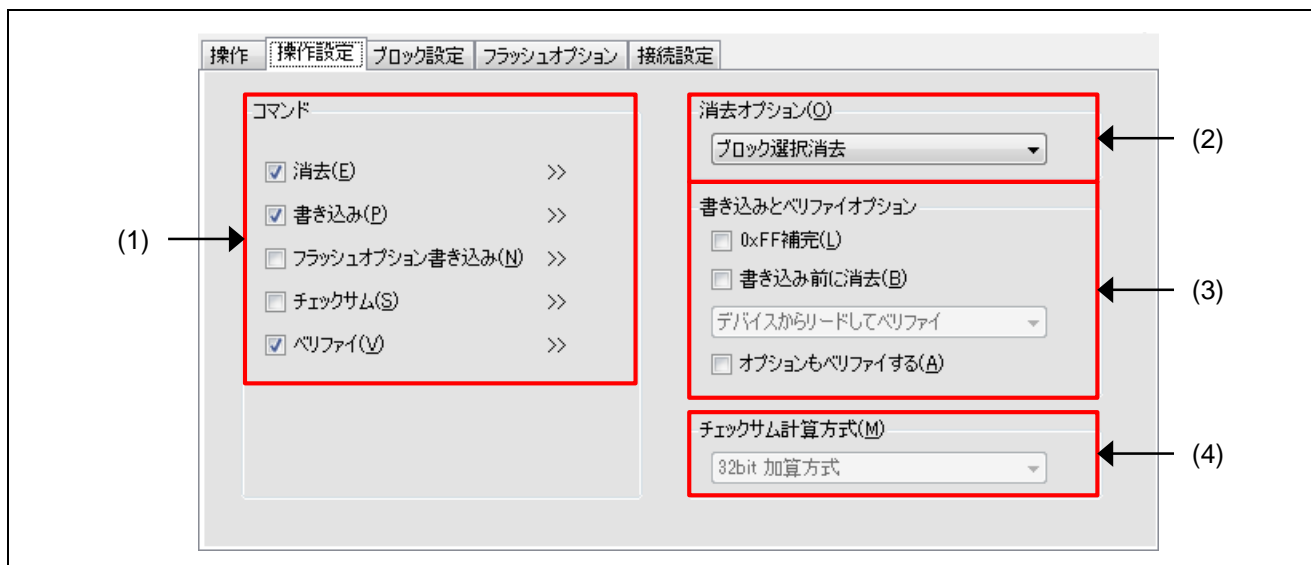 操作 操作設定 ブロック設定 フラッシュオプション 接続設定
コマンド
消去(E) >>
書き込み(P) >>
フラッシュオプション書き込み(N) >>
チェックサム(S) >>
ベリファイ(V) >>
(1)
消去オプション(O)
ブロック選択消去
(2)
書き込みとベリファイオプション
0xFF補完(L)
書き込み前に消去(B)
デバイスからリードしてベリファイ
オプションもベリファイする(A)
(3)
チェックサム計算方式(M)
32bit 加算方式
(4)